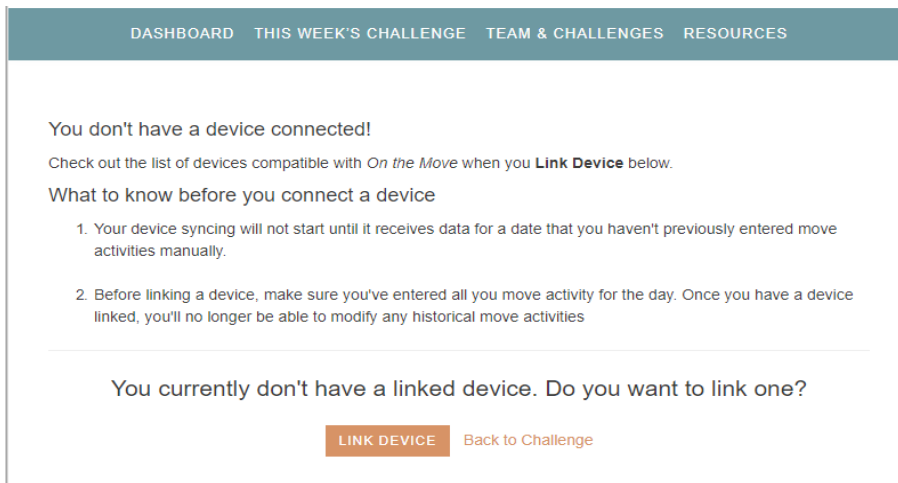 DASHBOARD THIS WEEK'S CHALLENGE TEAM & CHALLENGES RESOURCES
You don't have a device connected!
Check out the list of devices compatible with On the Move when you Link Device below.
What to know before you connect a device
1. Your device syncing will not start until it receives data for a date that you haven't previously entered move
activities manually.
2. Before linking a device, make sure you've entered all you move activity for the day. Once you have a device
linked, you'll no longer be able to modify any historical move activities
You currently don't have a linked device. Do you want to link one?
LINK DEVICE Back to Challenge